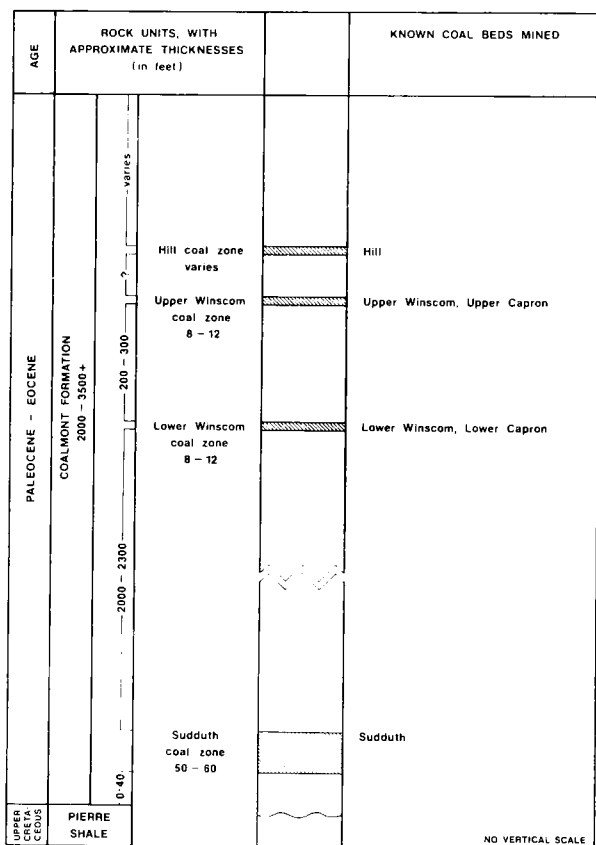 AGE
ROCK UNITS, WITH
APPROXIMATE THICKNESSES
(in feet)
KNOWN COAL BEDS MINED
PALEOCENE - EOCENE
COALMONT FORMATION
2000 - 3500+
varies
Hill coal zone
varies
Hill
?
Upper Winscom
coal zone
8 - 12
Upper Winscom, Upper Capron
200 - 300
Lower Winscom
coal zone
8 - 12
Lower Winscom, Lower Capron
2000 - 2300
Sudduth
coal zone
50 - 60
Sudduth
0-40
UPPER
CRETA-
CEOUS
PIERRE
SHALE
NO VERTICAL SCALE